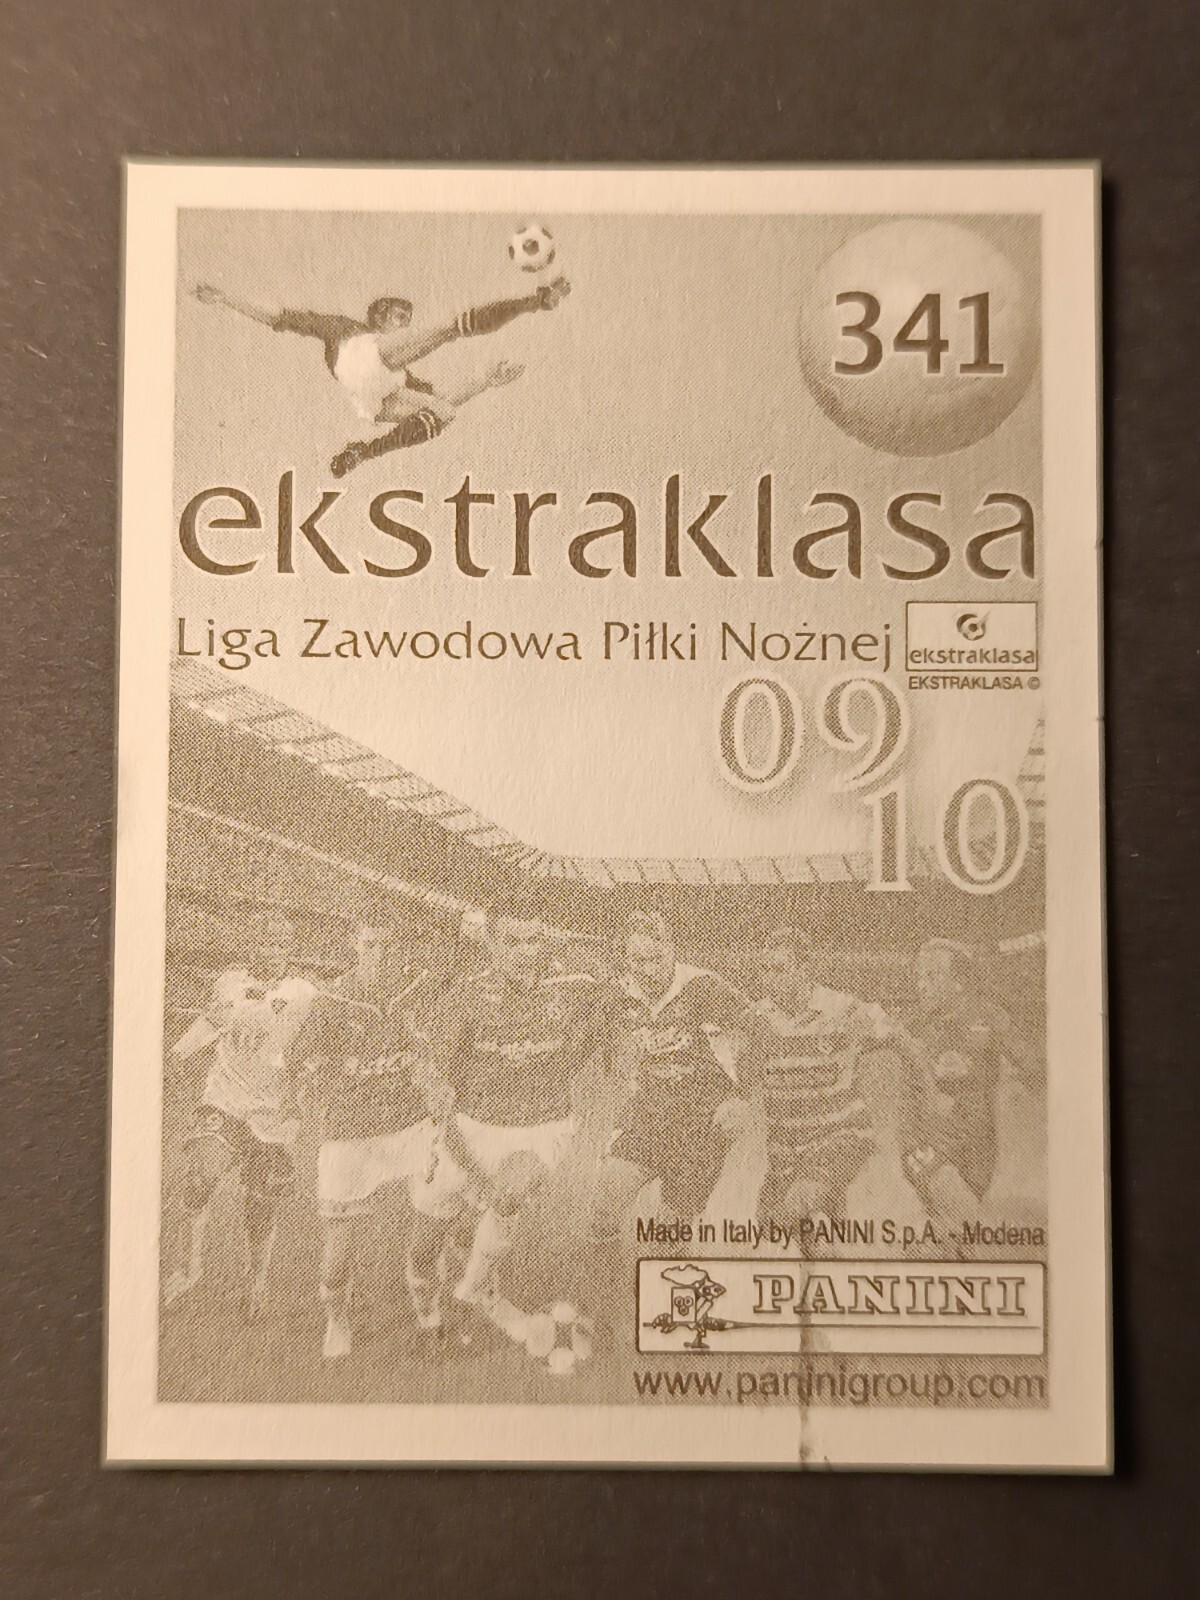 341
ekstraklasa
Liga Zawodowa Piłki Nożnej
ekstraklasa
EKSTRAKLASA ©
09
10
Made in Italy by PANINI S.p.A. - Modena
PANINI
www.paninigroup.com